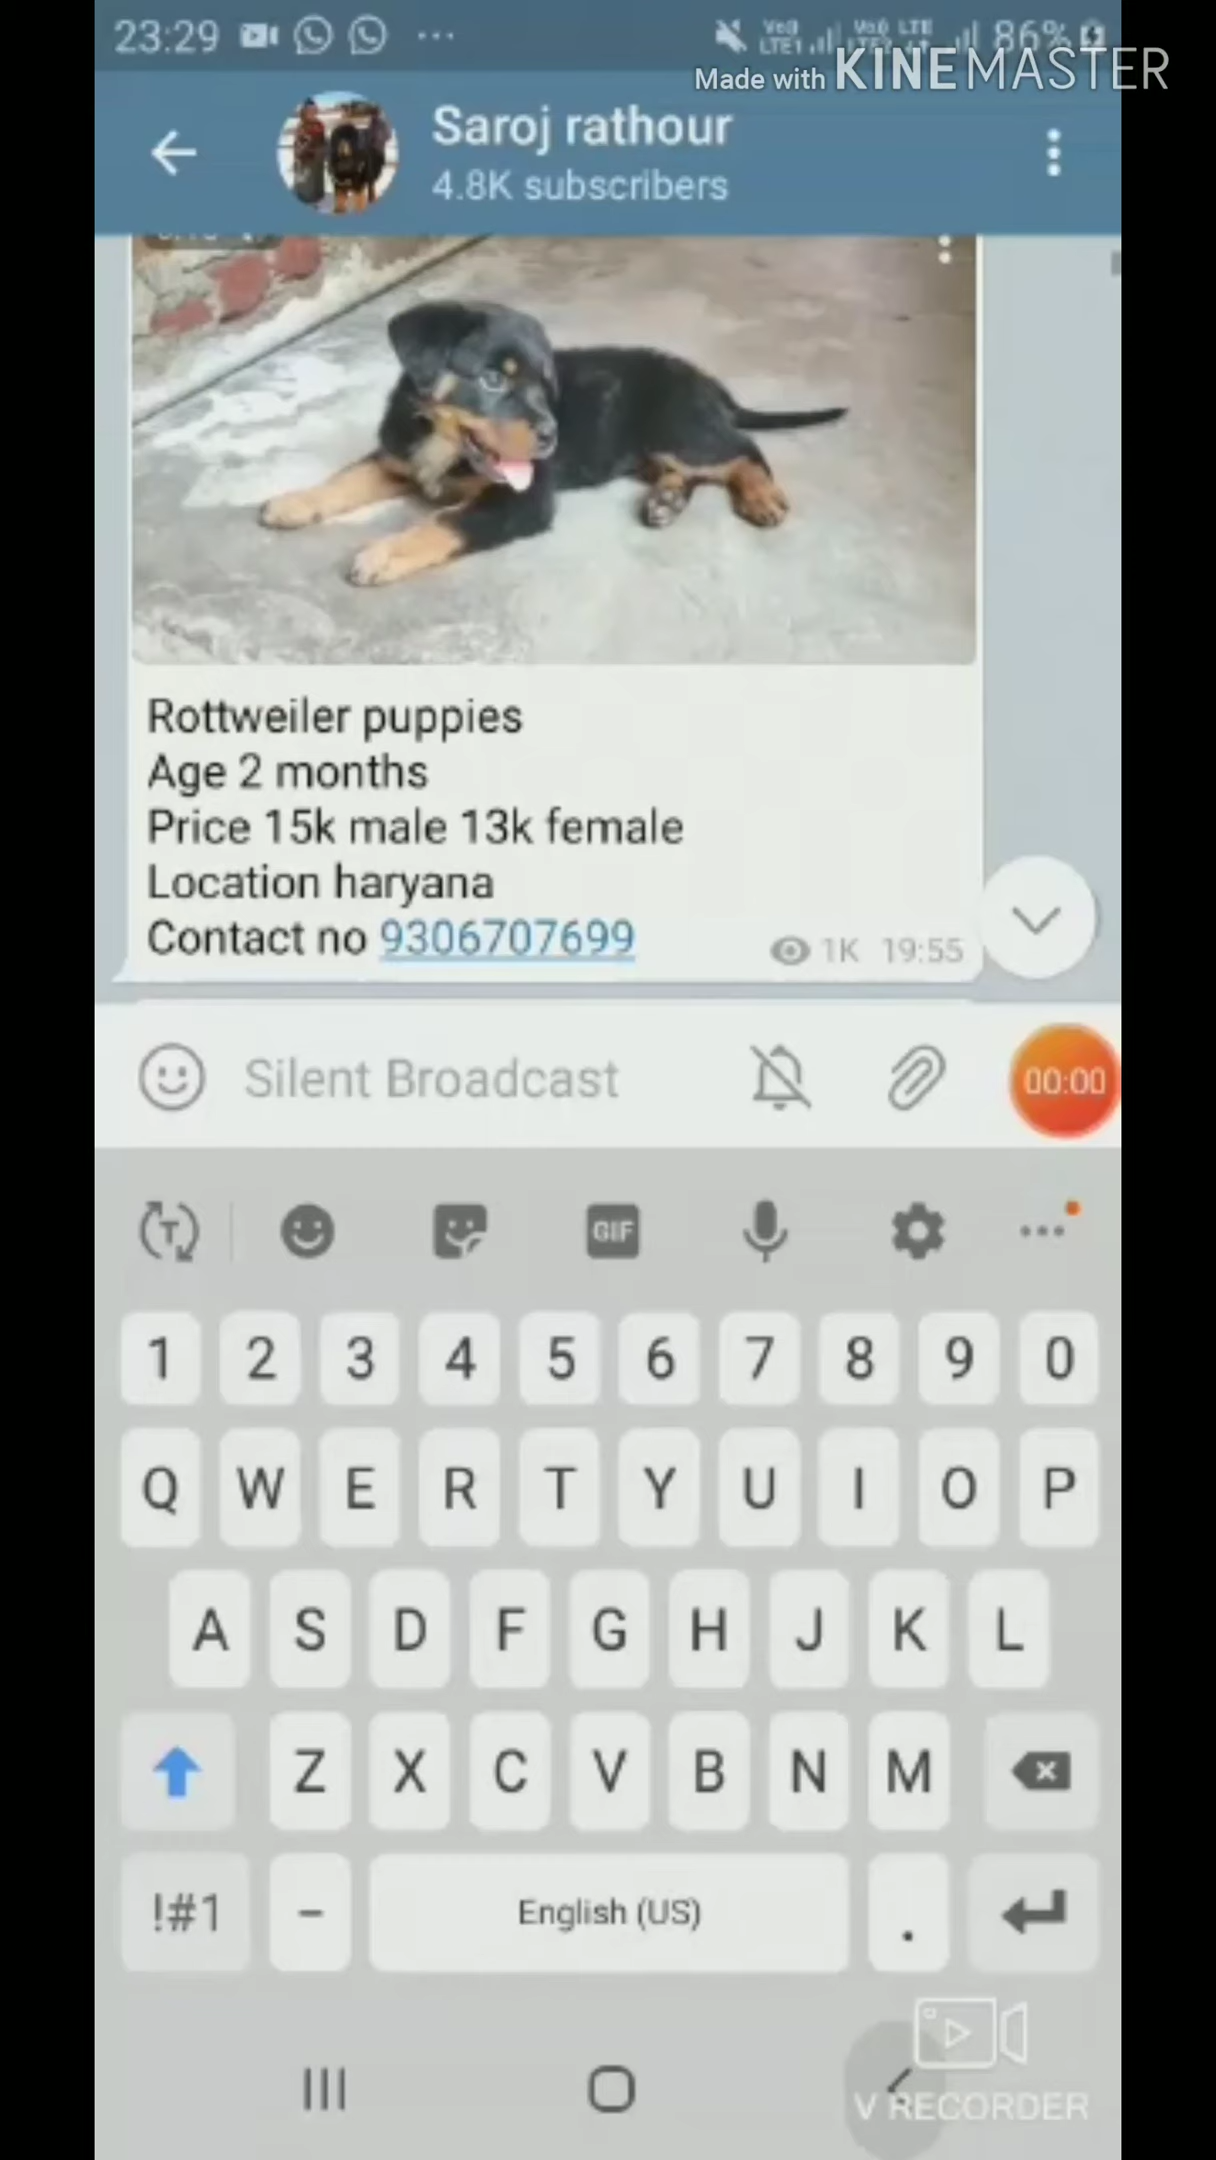 23:29 ... 86%
Made with KINEMASTER
Saroj rathour
4.8K subscribers
Rottweiler puppies
Age 2 months
Price 15k male 13k female
Location haryana
Contact no 9306707699
1K 19:55
Silent Broadcast
00:00
T GIF
1 2 3 4 5 6 7 8 9 0
Q W E R T Y U I O P
A S D F G H J K L
Z X C V B N M
!#1 - English (US) .
V RECORDER